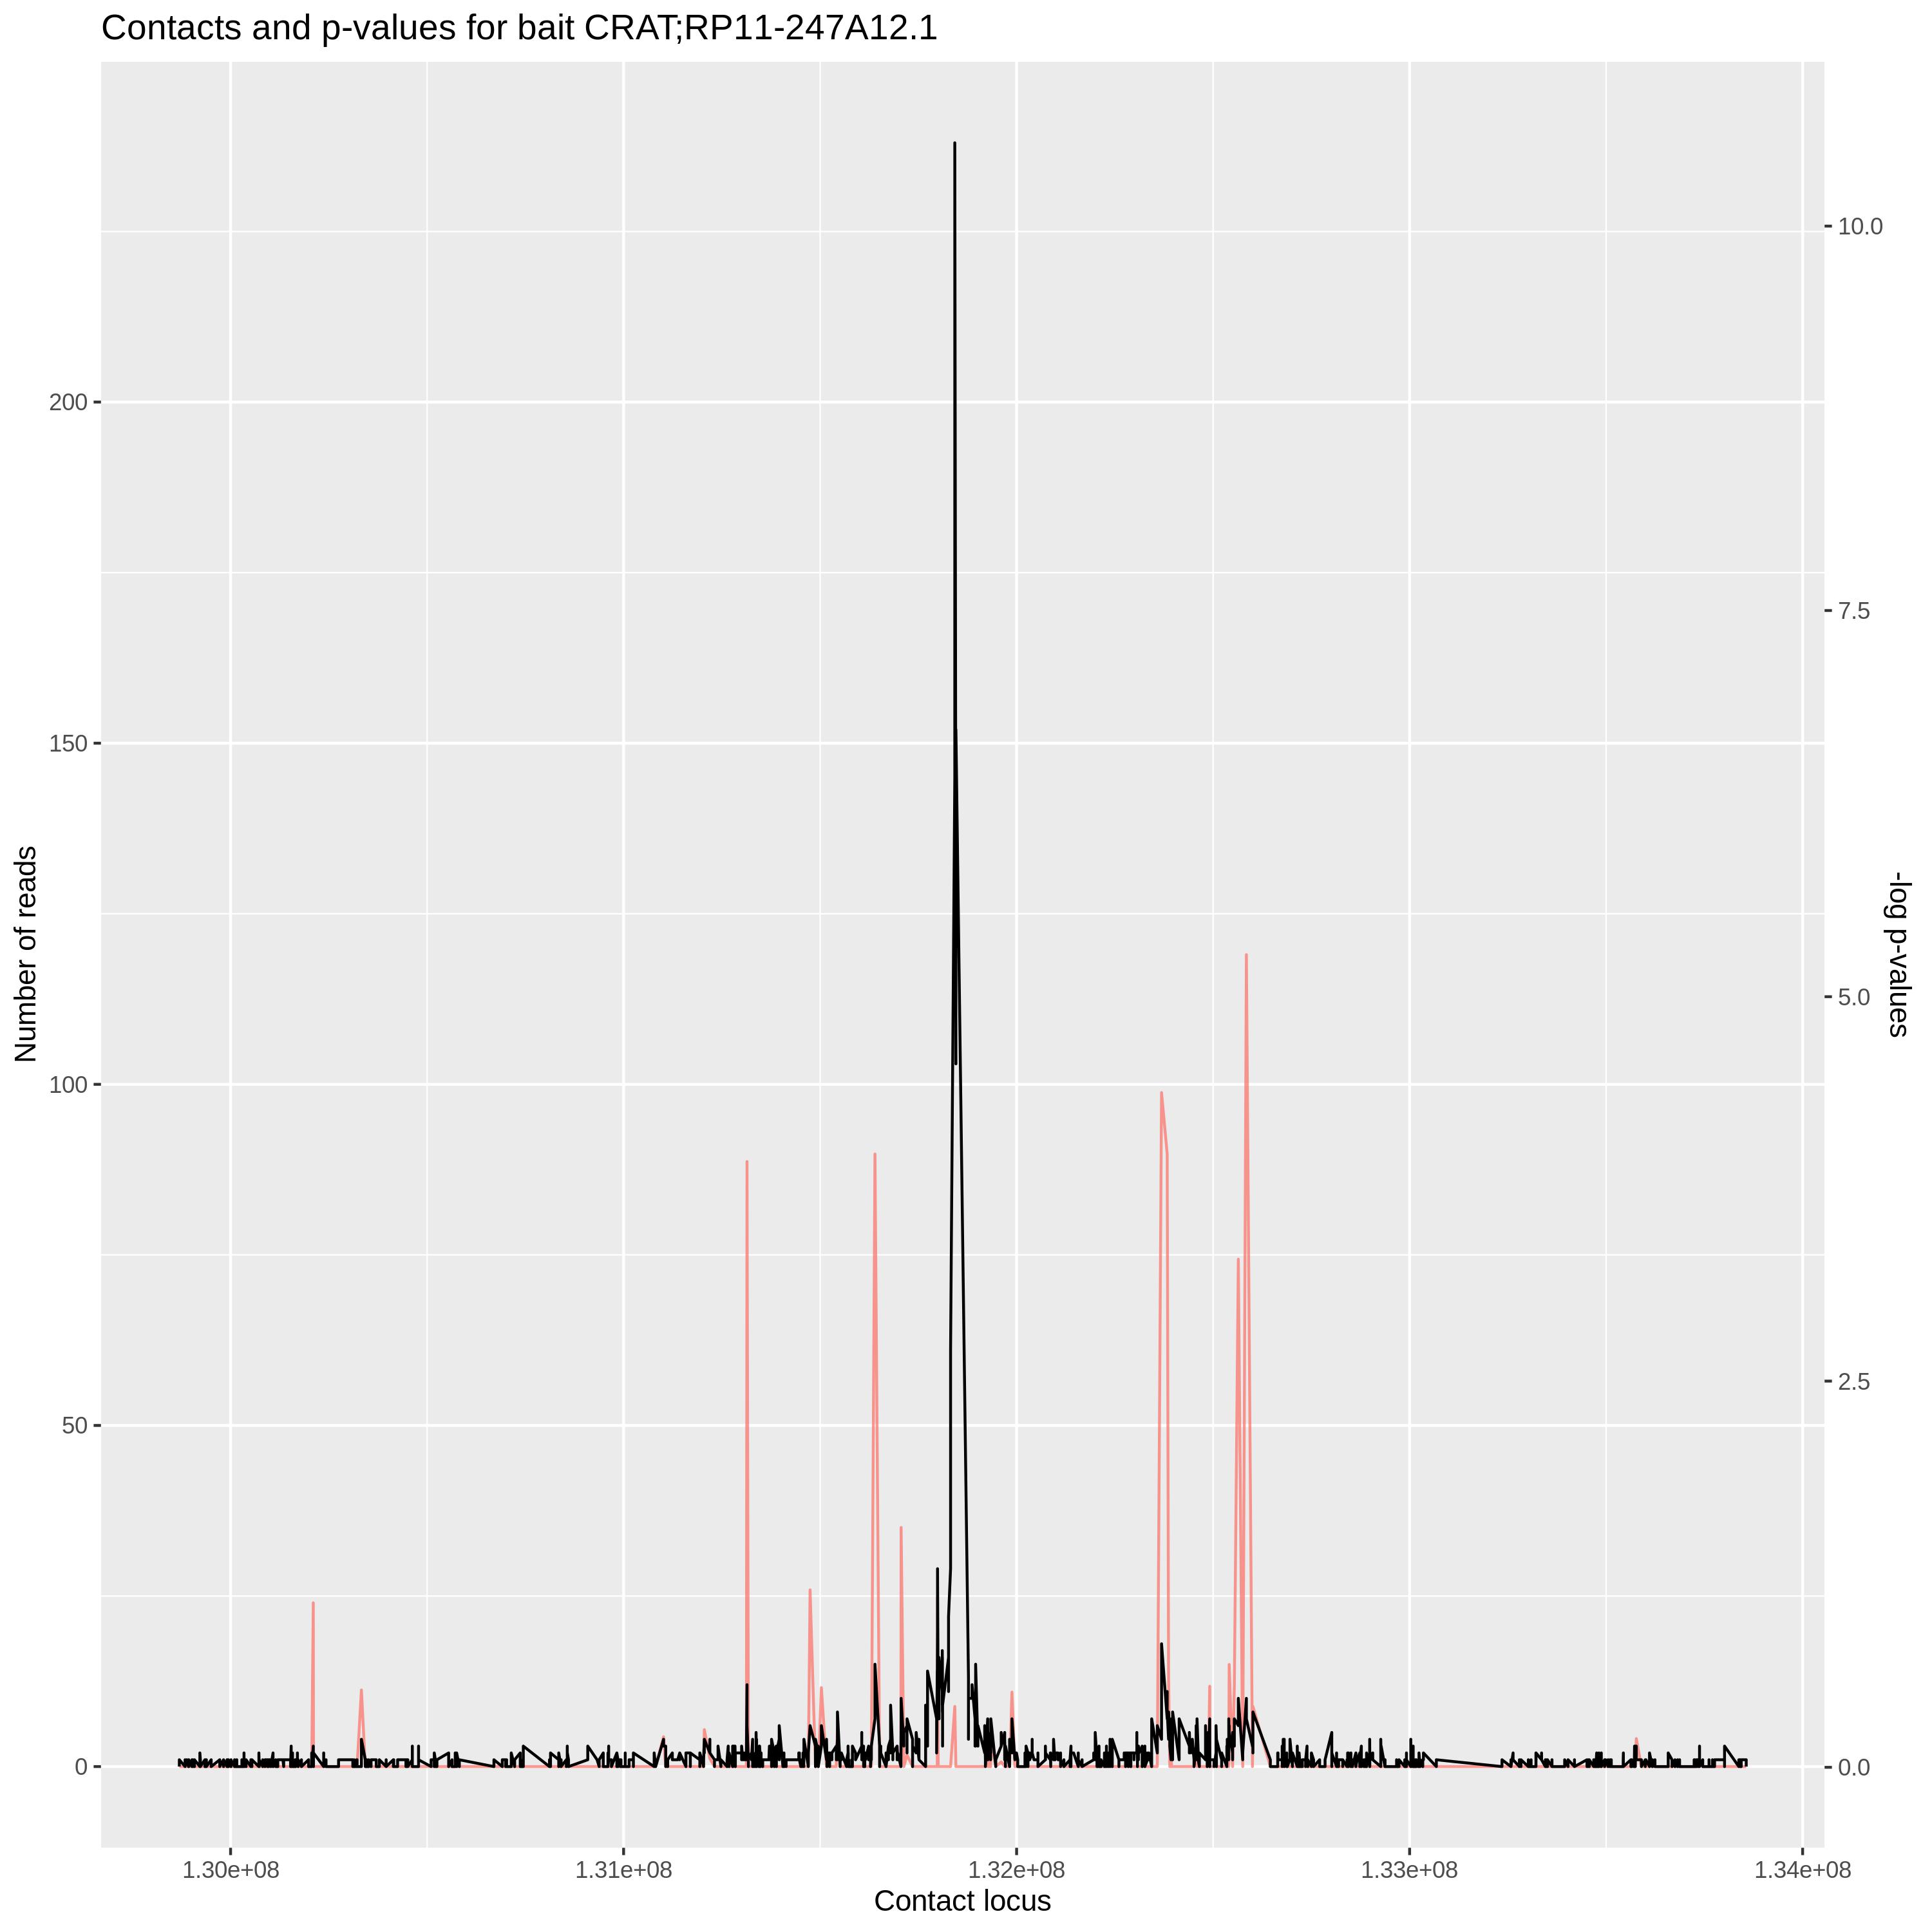 Contacts and p-values for bait CRAT;RP11-247A12.1
Number of reads
200
150
100
50
0
10.0
7.5
5.0
2.5
0.0
-log p-values
1.30e+08
1.31e+08
1.32e+08
1.33e+08
1.34e+08
Contact locus